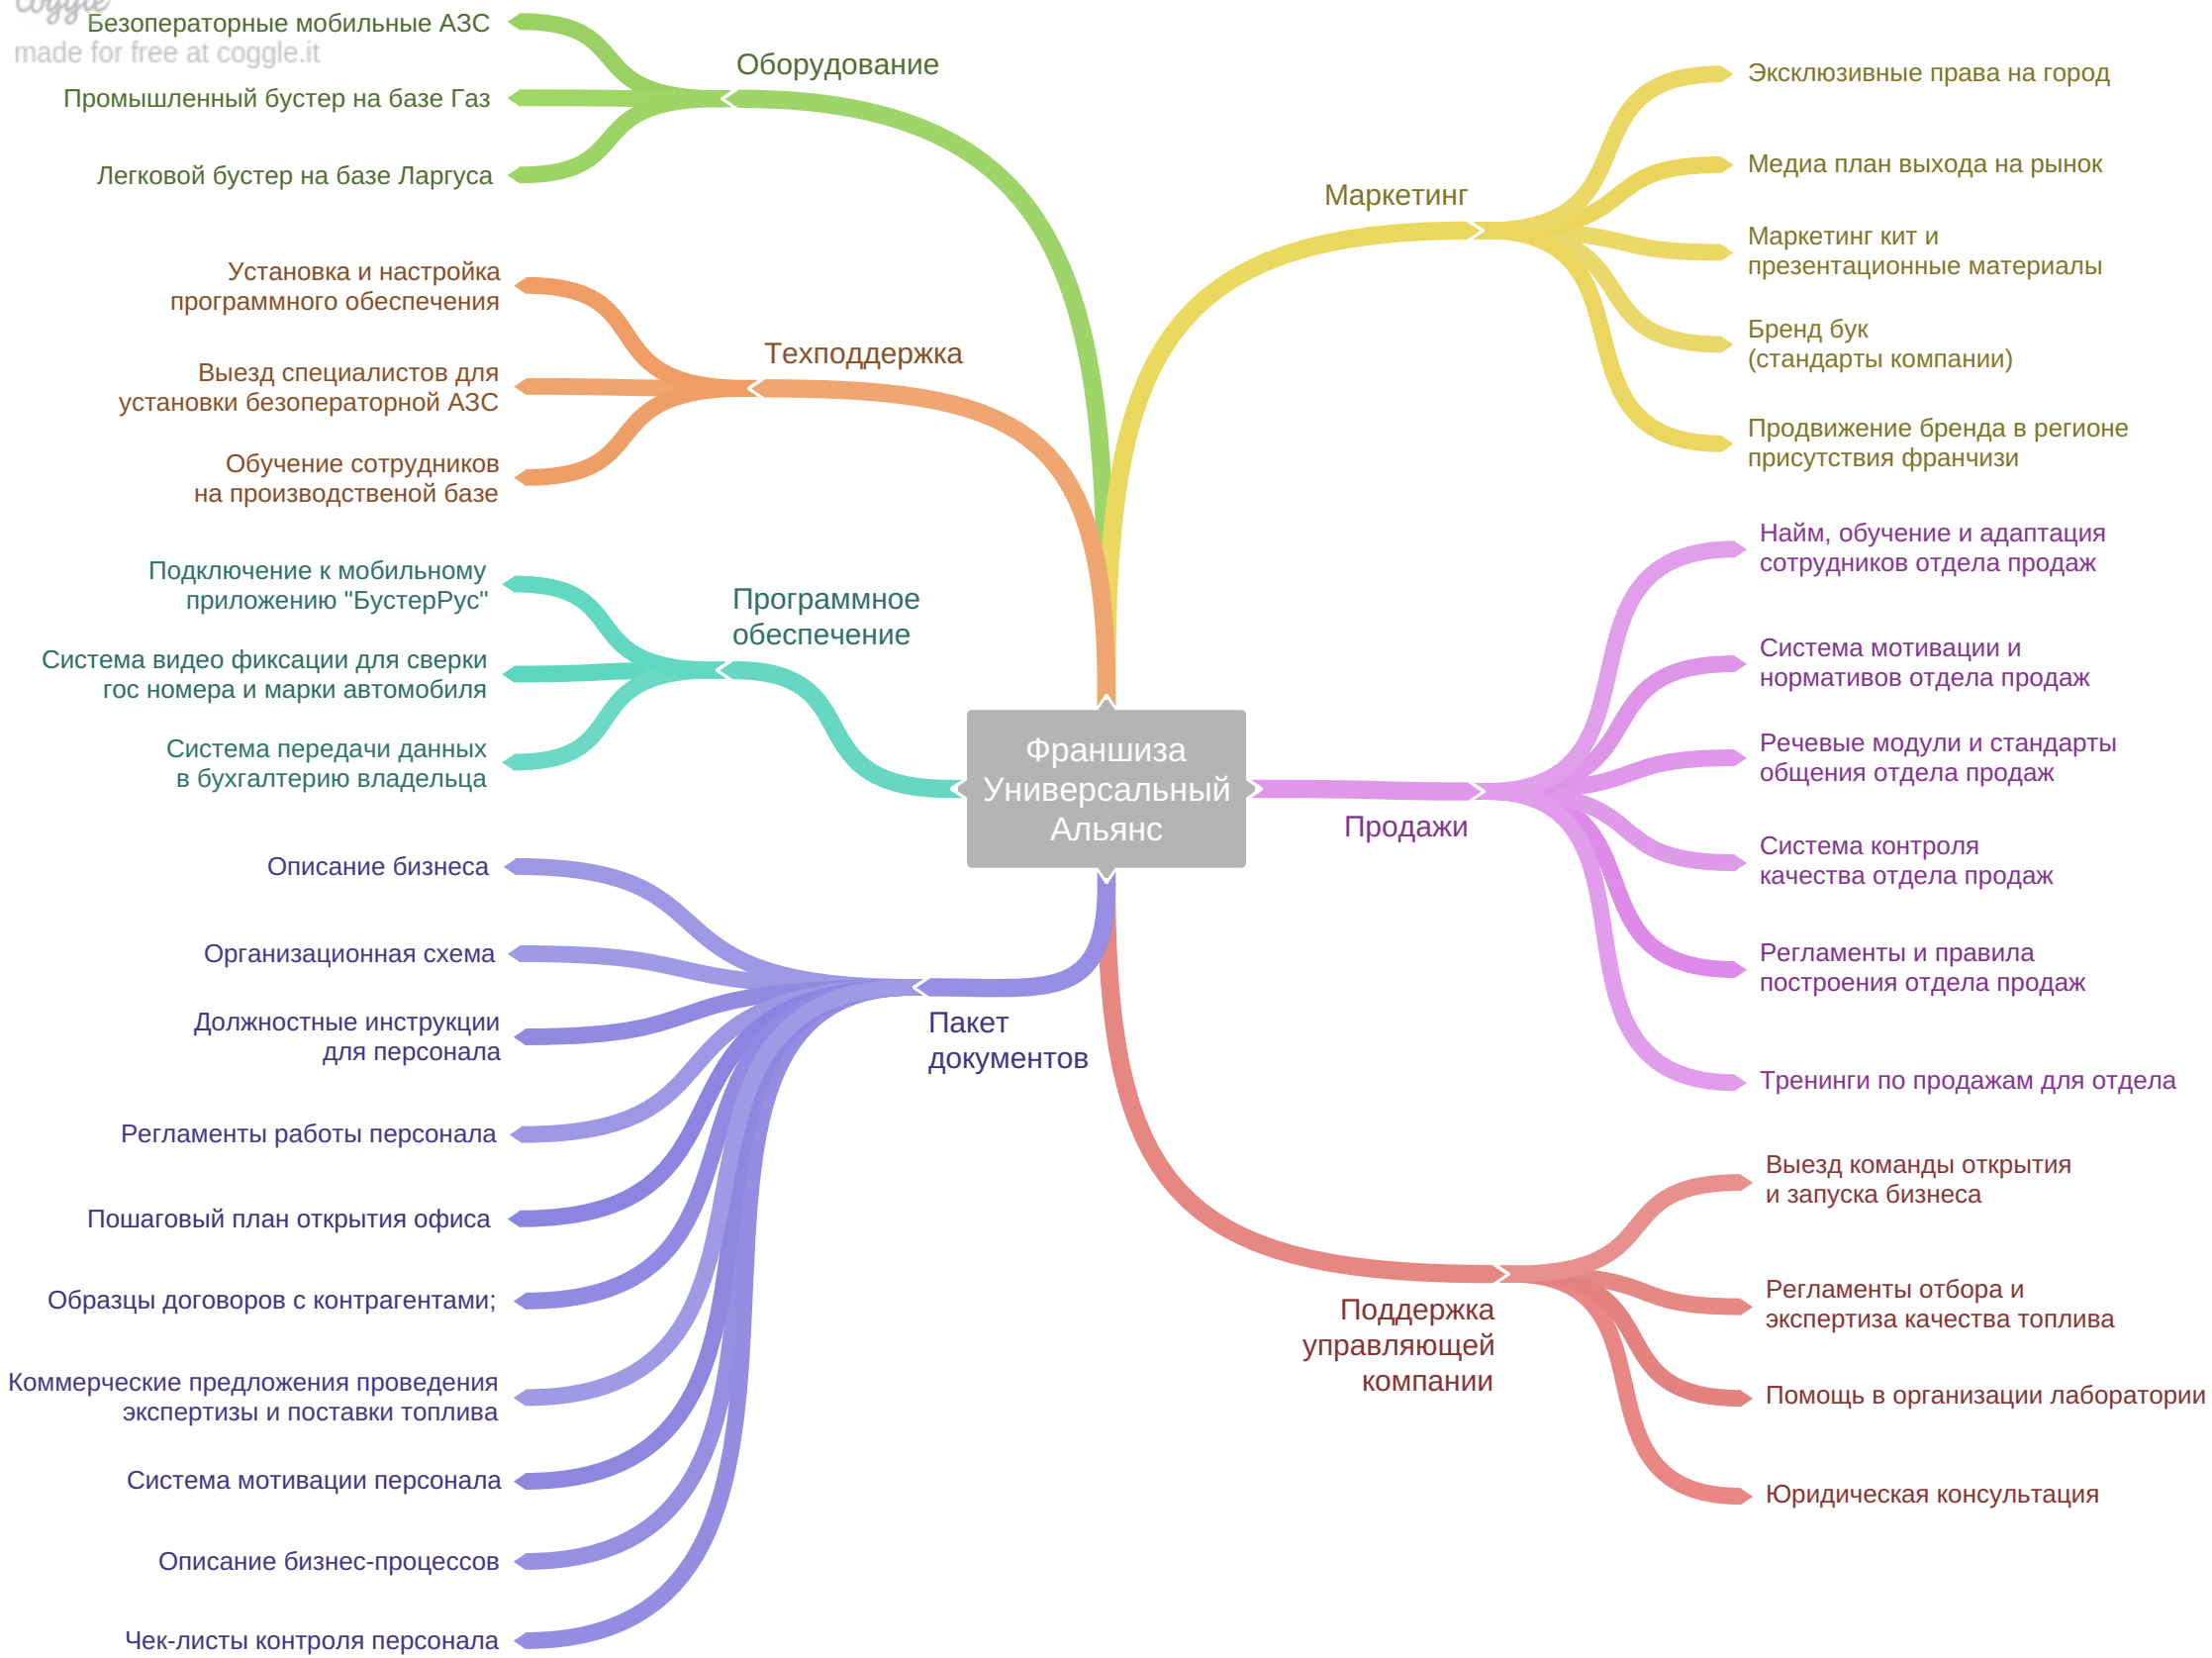 coggle
made for free at coggle.it
Безоператорные мобильные АЗС
Промышленный бустер на базе Газ
Легковой бустер на базе Ларгуса
Оборудование
Установка и настройка
программного обеспечения
Выезд специалистов для
установки безоператорной АЗС
Обучение сотрудников
на производственой базе
Техподдержка
Подключение к мобильному
приложению "БустерРус"
Система видео фиксации для сверки
гос номера и марки автомобиля
Система передачи данных
в бухгалтерию владельца
Программное
обеспечение
Описание бизнеса
Организационная схема
Должностные инструкции
для персонала
Регламенты работы персонала
Пошаговый план открытия офиса
Образцы договоров с контрагентами;
Коммерческие предложения проведения
экспертизы и поставки топлива
Система мотивации персонала
Описание бизнес-процессов
Чек-листы контроля персонала
Пакет
документов
Франшиза
Универсальный
Альянс
Маркетинг
Эксклюзивные права на город
Медиа план выхода на рынок
Маркетинг кит и
презентационные материалы
Бренд бук
(стандарты компании)
Продвижение бренда в регионе
присутствия франчизи
Продажи
Найм, обучение и адаптация
сотрудников отдела продаж
Система мотивации и
нормативов отдела продаж
Речевые модули и стандарты
общения отдела продаж
Система контроля
качества отдела продаж
Регламенты и правила
построения отдела продаж
Тренинги по продажам для отдела
Поддержка
управляющей
компании
Выезд команды открытия
и запуска бизнеса
Регламенты отбора и
экспертиза качества топлива
Помощь в организации лаборатории
Юридическая консультация